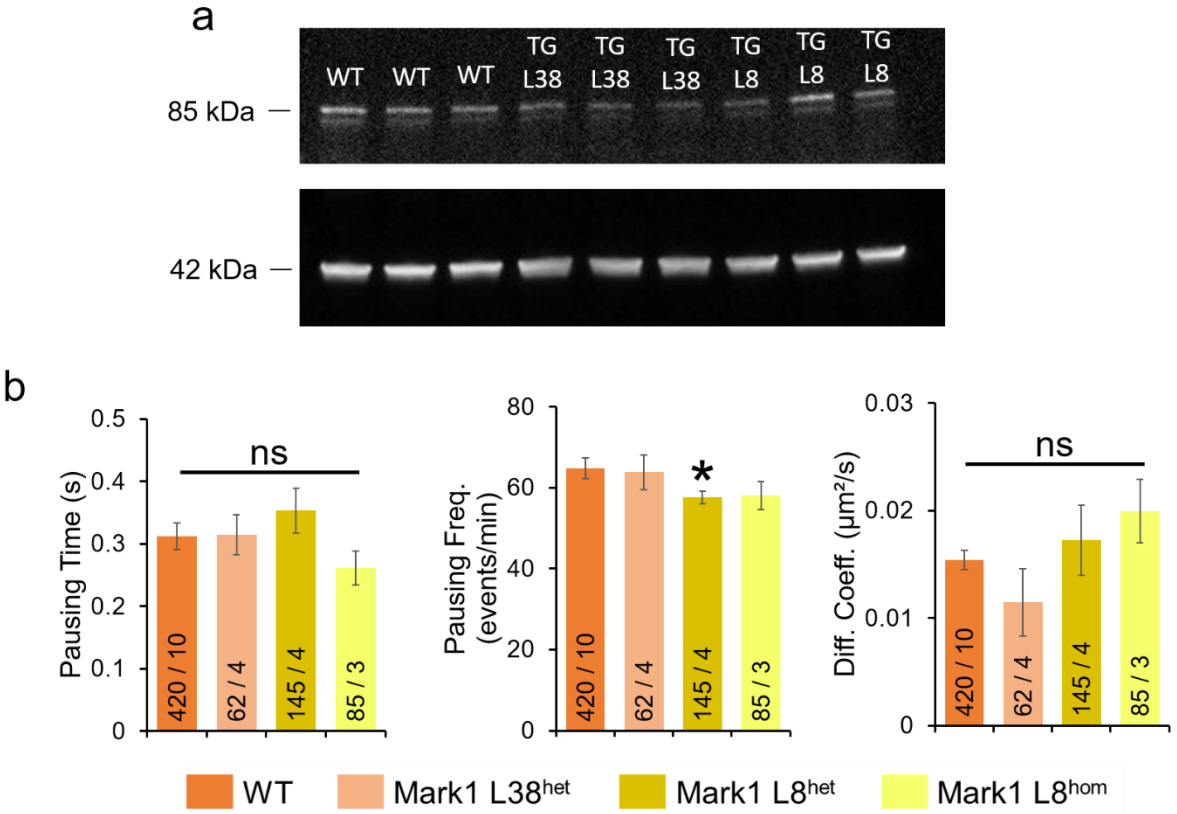 a
WT WT WT TG L38 TG L38 TG L38 TG L8 TG L8 TG L8
85 kDa
42 kDa
b
Pausing Time (s)
0.5
0.4
0.3
0.2
0.1
0
ns
420 / 10
62 / 4
145 / 4
85 / 3
Pausing Freq.
(events/min)
80
60
40
20
0
*
420 / 10
62 / 4
145 / 4
85 / 3
Diff. Coeff. (µm²/s)
0.03
0.02
0.01
0
ns
420 / 10
62 / 4
145 / 4
85 / 3
WT Mark1 L38het Mark1 L8het Mark1 L8hom